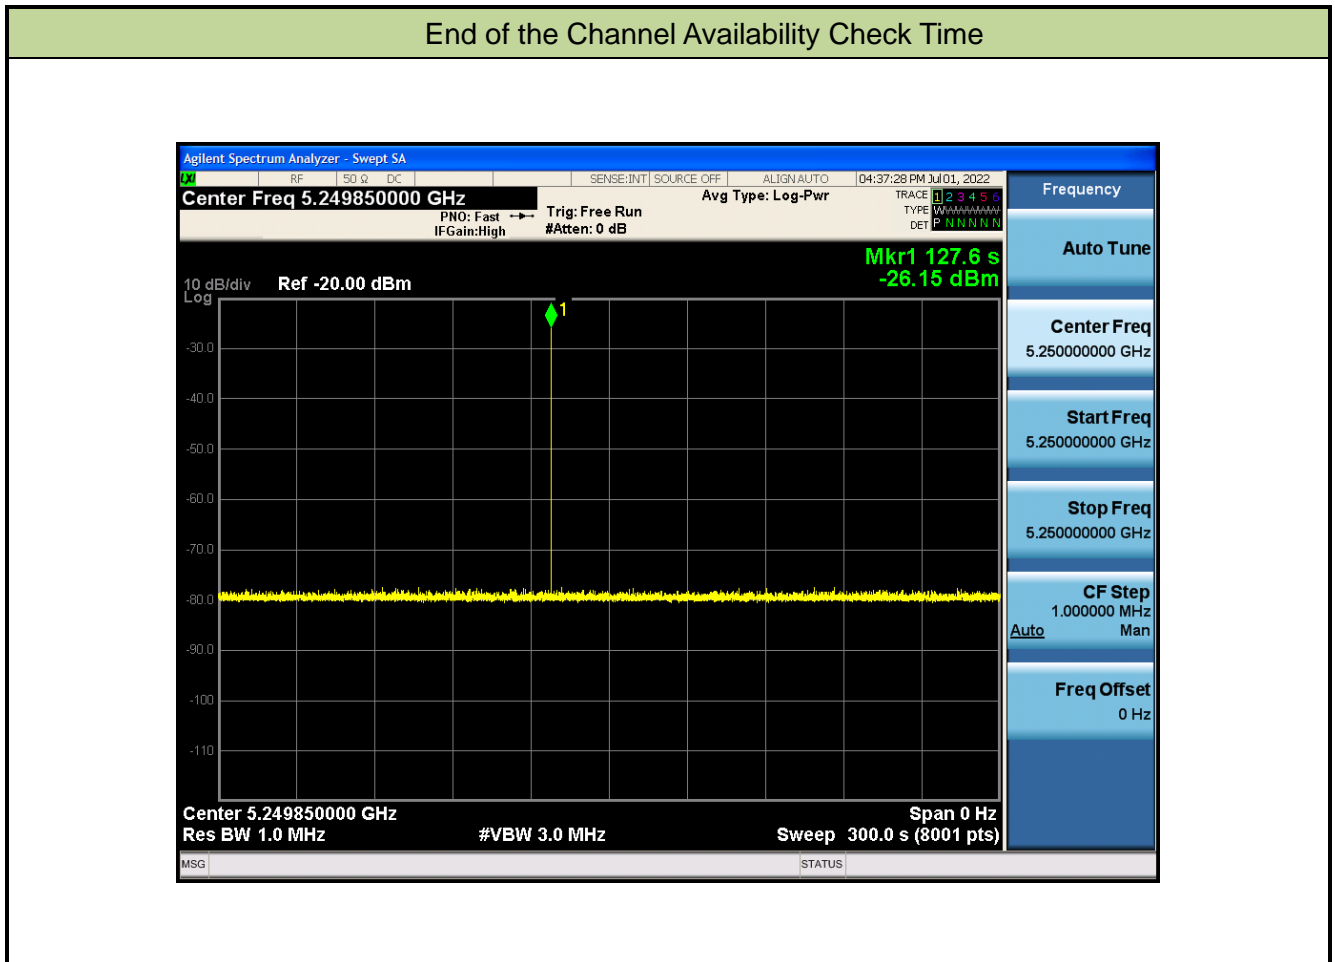 End of the Channel Availability Check Time
Agilent Spectrum Analyzer - Swept SA
LXI RF 50 Ω DC SENSE:INT SOURCE OFF ALIGN AUTO 04:37:28 PM Jul 01, 2022
Center Freq 5.249850000 GHz
PNO: Fast
IFGain:High
Trig: Free Run
#Atten: 0 dB
Avg Type: Log-Pwr
TRACE 1 2 3 4 5 6
TYPE W
DET P N N N N N
Mkr1 127.6 s
-26.15 dBm
10 dB/div Ref -20.00 dBm
Log
1
-30.0
-40.0
-50.0
-60.0
-70.0
-80.0
-90.0
-100
-110
Center 5.249850000 GHz Span 0 Hz
Res BW 1.0 MHz #VBW 3.0 MHz Sweep 300.0 s (8001 pts)
MSG STATUS
Frequency
Auto Tune
Center Freq
5.250000000 GHz
Start Freq
5.250000000 GHz
Stop Freq
5.250000000 GHz
CF Step
1.000000 MHz
Auto Man
Freq Offset
0 Hz